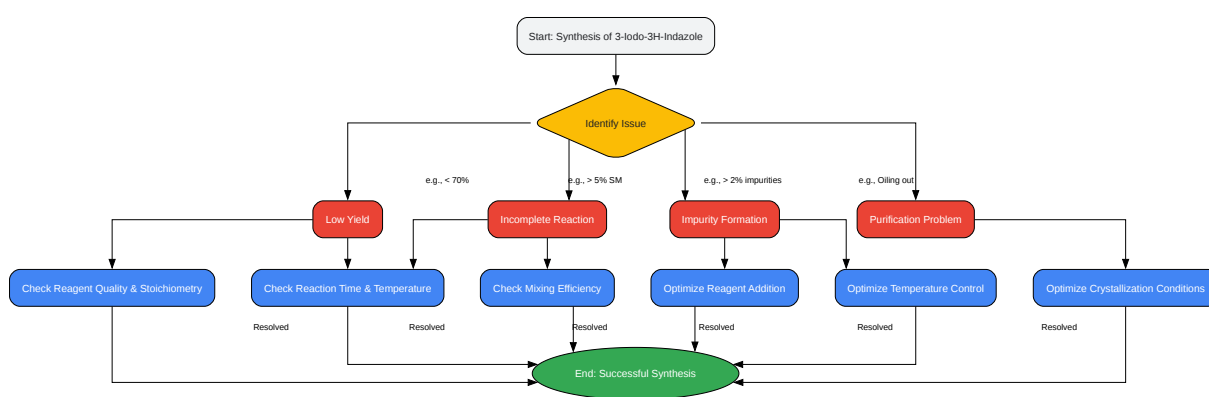 Start: Synthesis of 3-Iodo-3H-Indazole
Identify Issue
e.g., < 70%
e.g., > 5% SM
e.g., > 2% impurities
e.g., Oiling out
Low Yield
Incomplete Reaction
Impurity Formation
Purification Problem
Check Reagent Quality & Stoichiometry
Check Reaction Time & Temperature
Check Mixing Efficiency
Optimize Reagent Addition
Optimize Temperature Control
Optimize Crystallization Conditions
Resolved
Resolved
Resolved
Resolved
Resolved
Resolved
End: Successful Synthesis